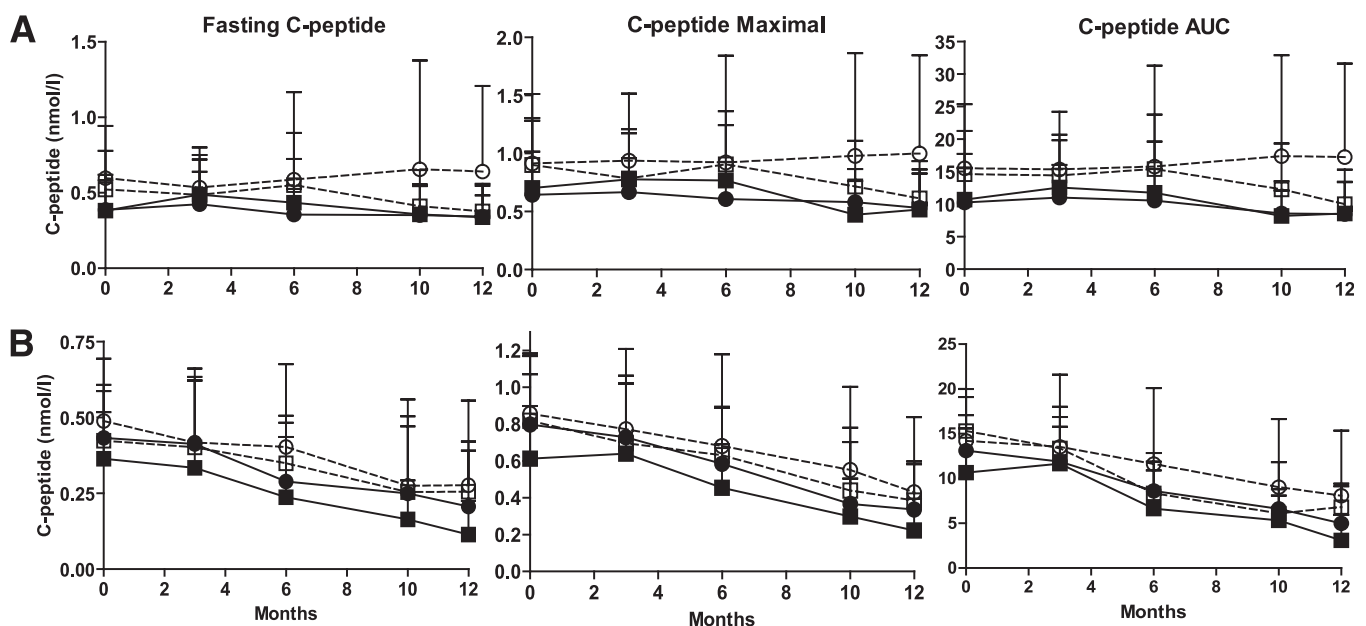 A
Fasting C-peptide
C-peptide Maximal
C-peptide AUC
C-peptide (nmol/l)
1.5
1.0
0.5
0.0
0 2 4 6 8 10 12
2.0
1.5
1.0
0.5
0.0
0 2 4 6 8 10 12
35
30
25
20
15
10
5
0
0 2 4 6 8 10 12
B
C-peptide (nmol/l)
0.75
0.50
0.25
0.00
0 2 4 6 8 10 12
Months
1.2
1.0
0.8
0.6
0.4
0.2
0.0
0 2 4 6 8 10 12
Months
25
20
15
10
5
0
0 2 4 6 8 10 12
Months